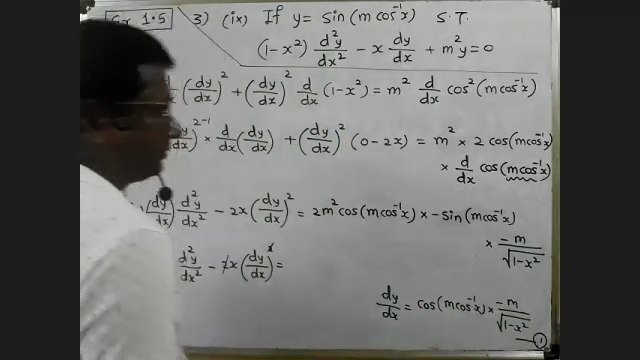 Ex 1.5 3) (ix) If y = sin(m cos⁻¹x) S.T.
(1-x²) d²y/dx² - x dy/dx + m²y = 0
(dy/dx)² + (dy/dx)² d/dx (1-x²) = m² d/dx cos²(m cos⁻¹x)
2-1 × d/dx (dy/dx) + (dy/dx)² (0-2x) = m² × 2 cos(m cos⁻¹x)
× d/dx cos(m cos⁻¹x)
(dy/dx) d²y/dx² - 2x (dy/dx)² = 2m² cos(m cos⁻¹x) × -sin(m cos⁻¹x)
× -m/√(1-x²)
d²y/dx² - 2x (dy/dx)² =
dy/dx = cos(m cos⁻¹x) × -m/√(1-x²)
— ①